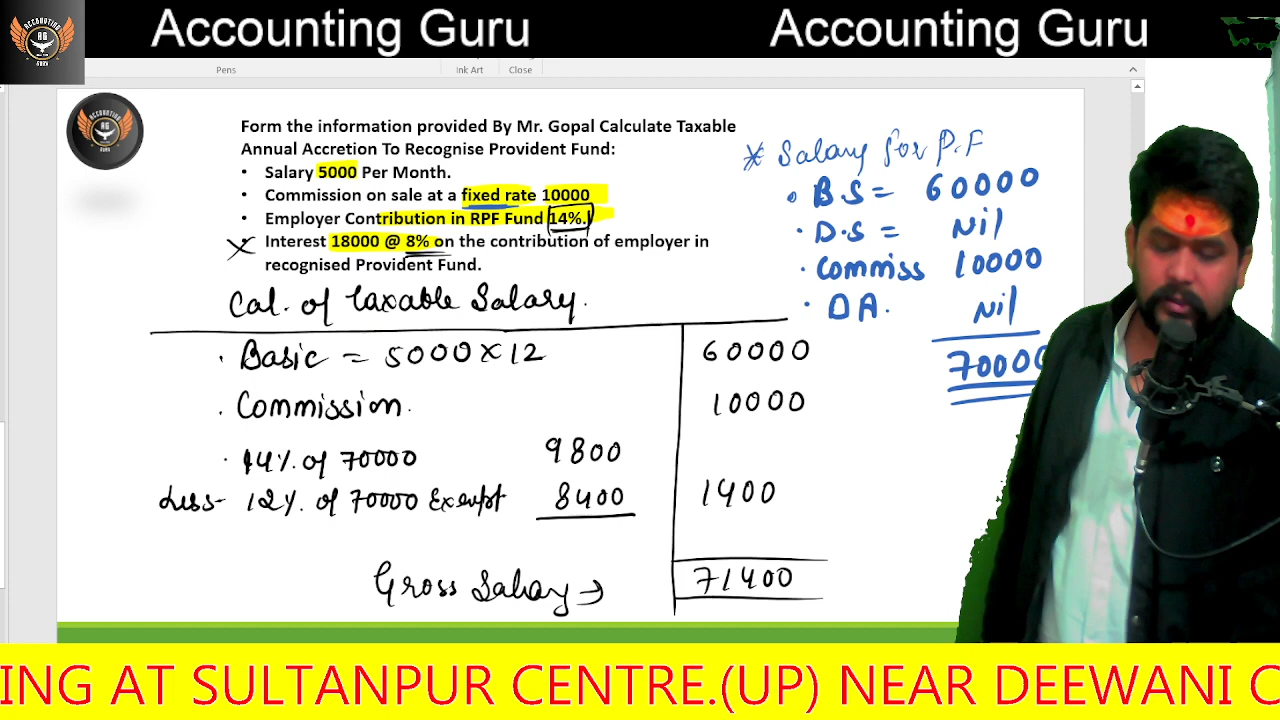 Accounting Guru
Accounting Guru
Pens
Ink Art
Close
Form the information provided By Mr. Gopal Calculate Taxable
Annual Accretion To Recognise Provident Fund:
• Salary 5000 Per Month.
• Commission on sale at a fixed rate 10000
• Employer Contribution in RPF Fund 14%.
• Interest 18000 @ 8% on the contribution of employer in
recognised Provident Fund.
Cal. of Taxable Salary.
· Basic = 5000 X 12 60000
· Commission. 10000
· 14%. of 70000 9800
Less- 12%. of 70000 Exempt 8400 1400
Gross Salary → 71400
* Salary for P.F
• B.S = 60000
• D.S = Nil
• Commiss 10000
• DA. Nil
70000
ING AT SULTANPUR CENTRE.(UP) NEAR DEEWANI C